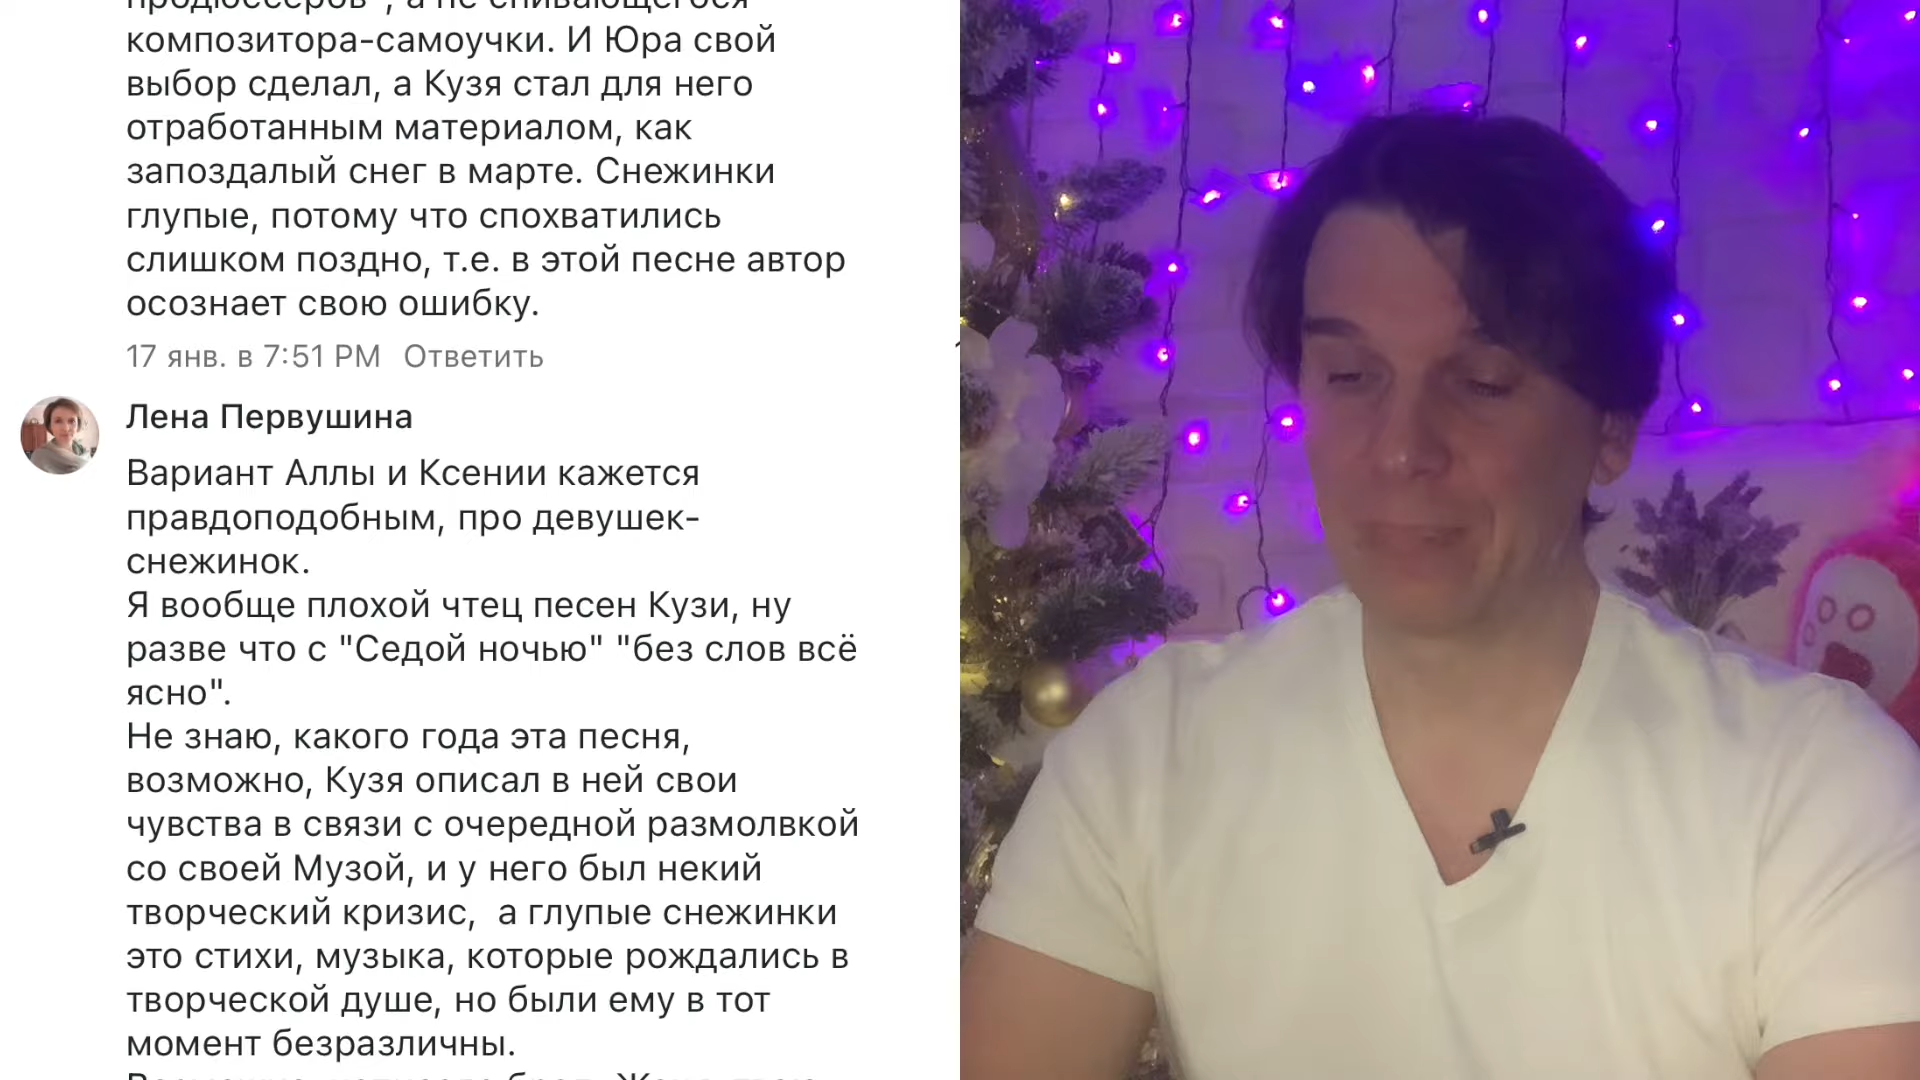 композитора-самоучки. И Юра свой
выбор сделал, а Кузя стал для него
отработанным материалом, как
запоздалый снег в марте. Снежинки
глупые, потому что спохватились
слишком поздно, т.е. в этой песне автор
осознает свою ошибку.
17 янв. в 7:51 PM Ответить
Лена Первушина
Вариант Аллы и Ксении кажется
правдоподобным, про девушек-
снежинок.
Я вообще плохой чтец песен Кузи, ну
разве что с "Седой ночью" "без слов всё
ясно".
Не знаю, какого года эта песня,
возможно, Кузя описал в ней свои
чувства в связи с очередной размолвкой
со своей Музой, и у него был некий
творческий кризис, а глупые снежинки
это стихи, музыка, которые рождались в
творческой душе, но были ему в тот
момент безразличны.